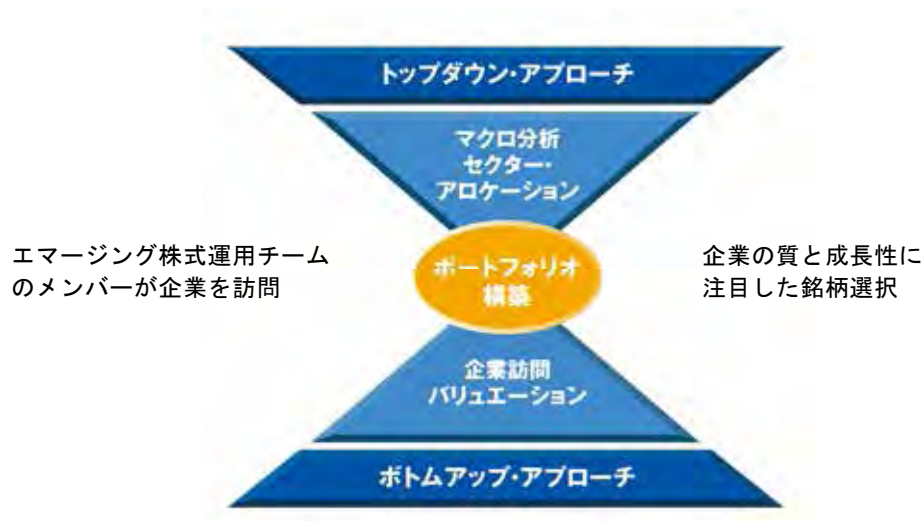 トップダウン・アプローチ
マクロ分析
セクター・
アロケーション
エマージング株式運用チーム
のメンバーが企業を訪問
ポートフォリオ
構築
企業の質と成長性に
注目した銘柄選択
企業訪問
バリュエーション
ボトムアップ・アプローチ